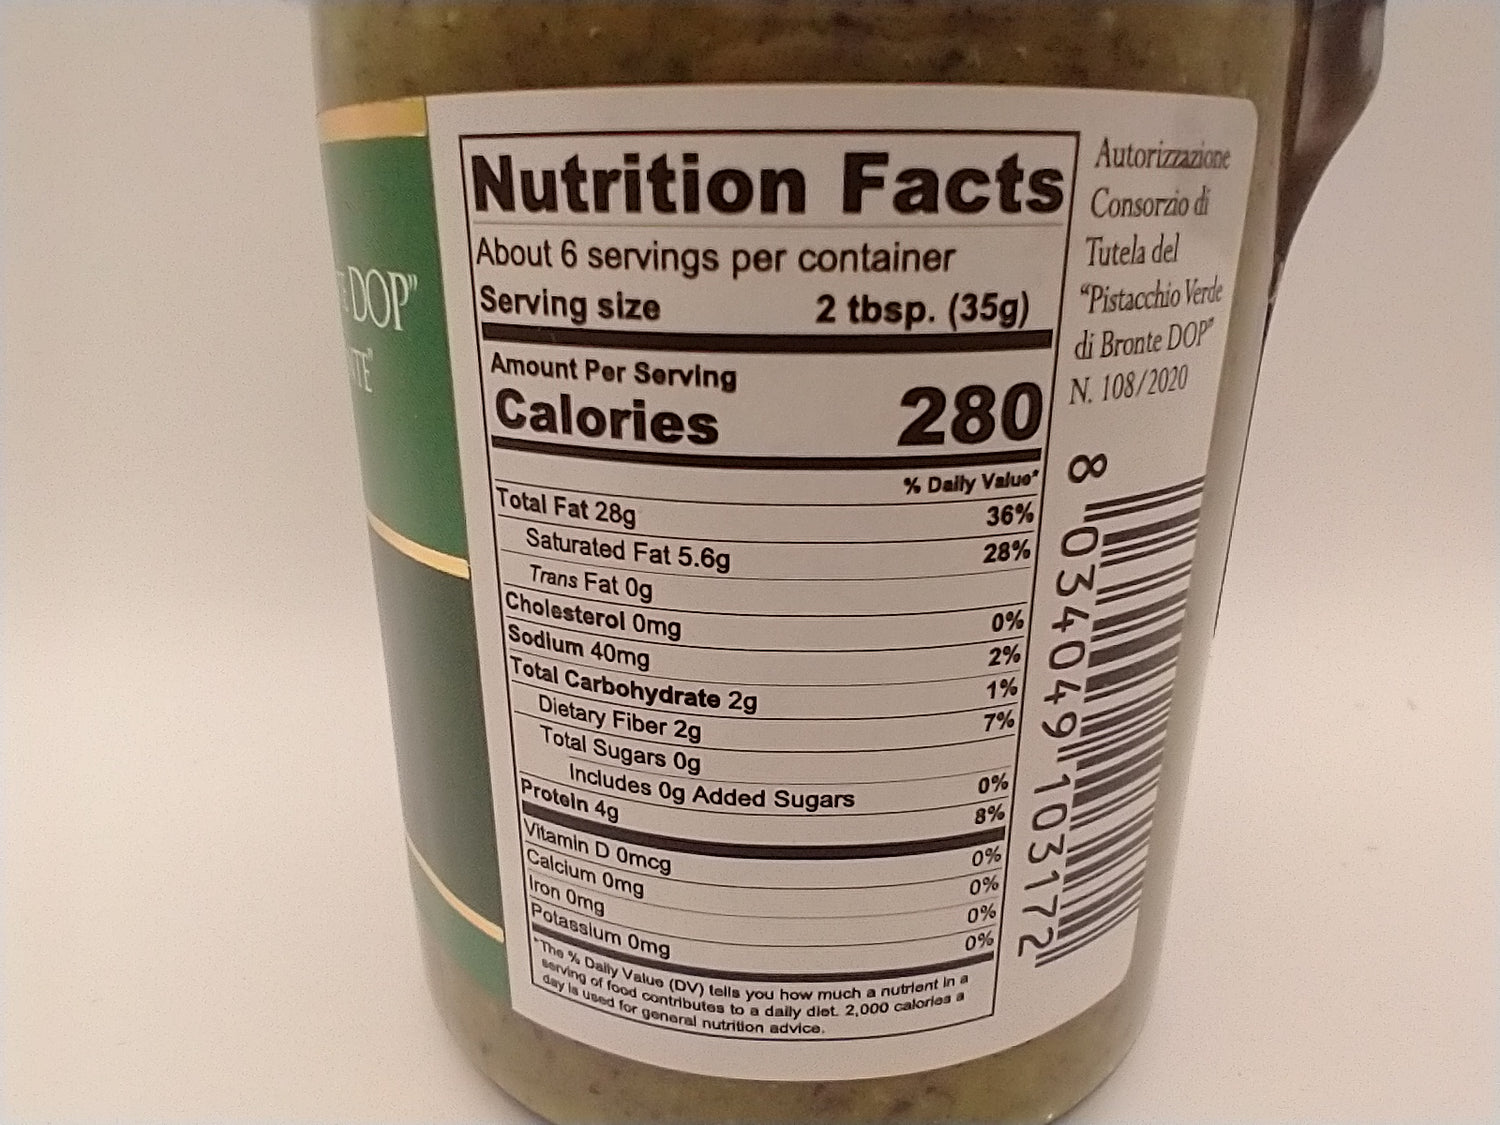 DOP"
Nutrition Facts
About 6 servings per container
Serving size 2 tbsp. (35g)
Amount Per Serving
Calories 280
% Daily Value*
Total Fat 28g 36%
Saturated Fat 5.6g 28%
Trans Fat 0g
Cholesterol 0mg 0%
Sodium 40mg 2%
Total Carbohydrate 2g 1%
Dietary Fiber 2g 7%
Total Sugars 0g
Includes 0g Added Sugars 0%
Protein 4g 8%
Vitamin D 0mcg 0%
Calcium 0mg 0%
Iron 0mg 0%
Potassium 0mg 0%
*The % Daily Value (DV) tells you how much a nutrient in a
serving of food contributes to a daily diet. 2,000 calories a
day is used for general nutrition advice.
Autorizzazione
Consorzio di
Tutela del
"Pistacchio Verde
di Bronte DOP"
N. 108/2020
8 034049 103172